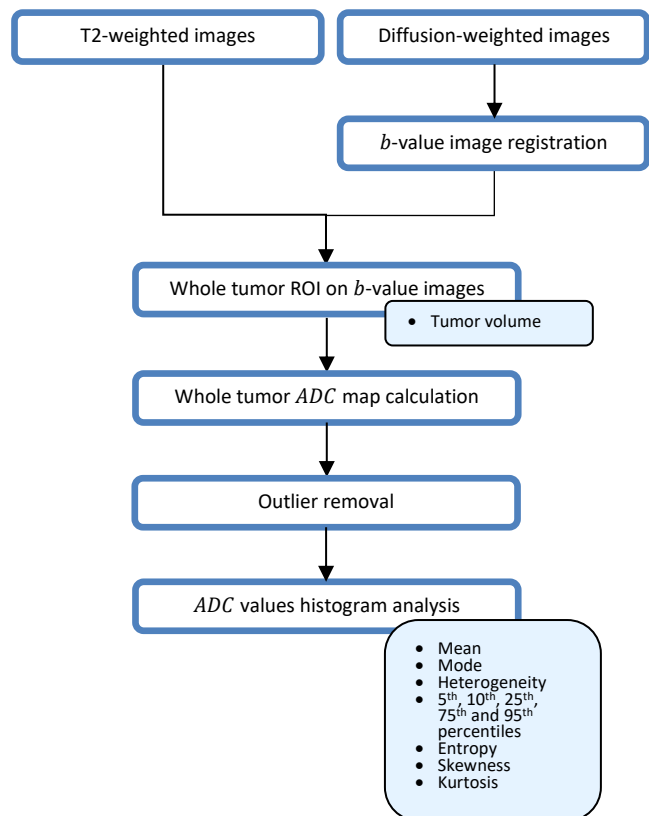 T2-weighted images
Diffusion-weighted images
b-value image registration
Whole tumor ROI on b-value images
• Tumor volume
Whole tumor ADC map calculation
Outlier removal
ADC values histogram analysis
• Mean
• Mode
• Heterogeneity
• 5th, 10th, 25th,
75th and 95th
percentiles
• Entropy
• Skewness
• Kurtosis